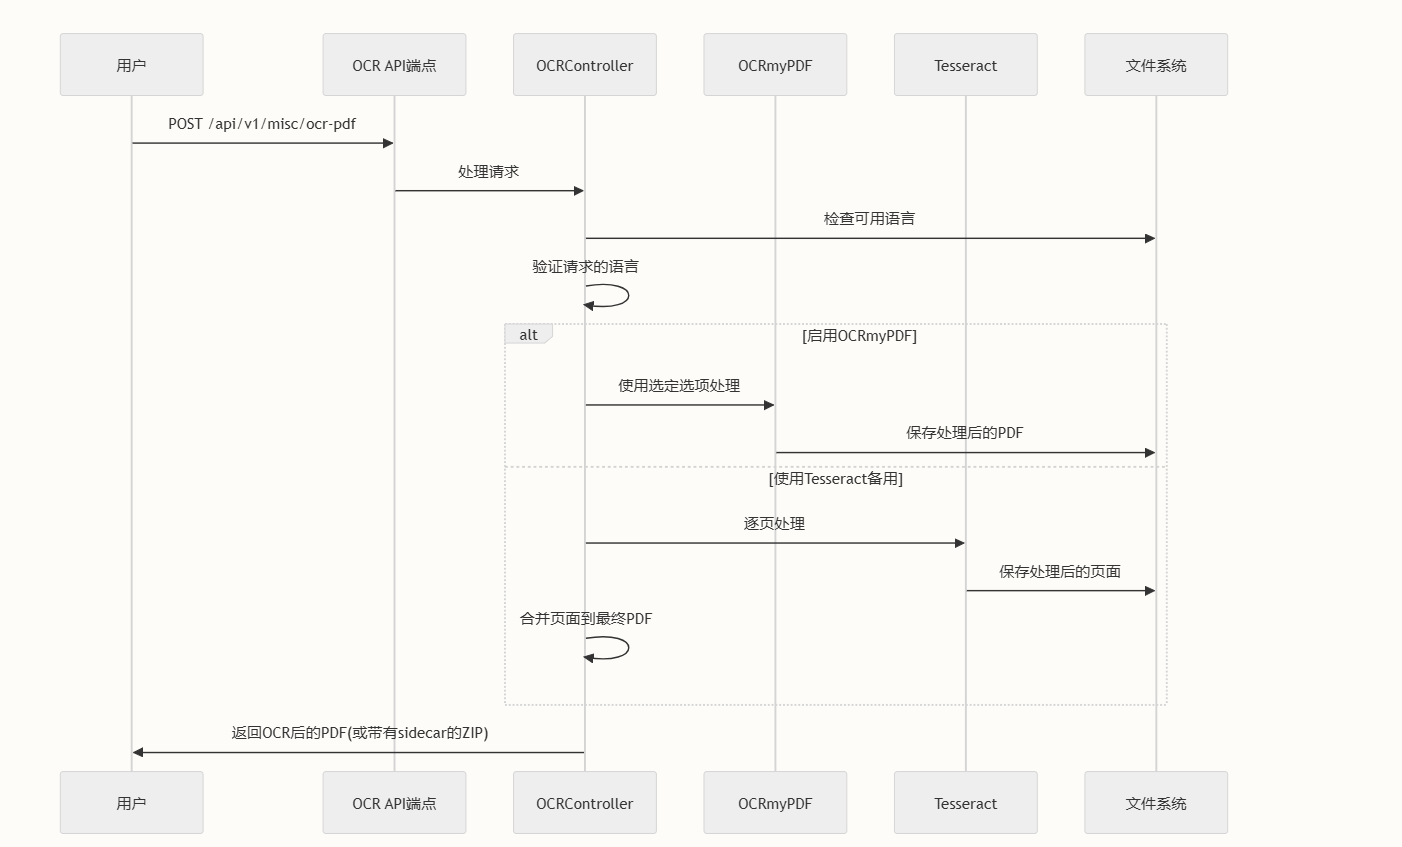 用户
OCR API端点
OCRController
OCRmyPDF
Tesseract
文件系统
POST /api/v1/misc/ocr-pdf
处理请求
检查可用语言
验证请求的语言
alt
[启用OCRmyPDF]
使用选定选项处理
保存处理后的PDF
[使用Tesseract备用]
逐页处理
保存处理后的页面
合并页面到最终PDF
返回OCR后的PDF(或带有sidecar的ZIP)
用户
OCR API端点
OCRController
OCRmyPDF
Tesseract
文件系统